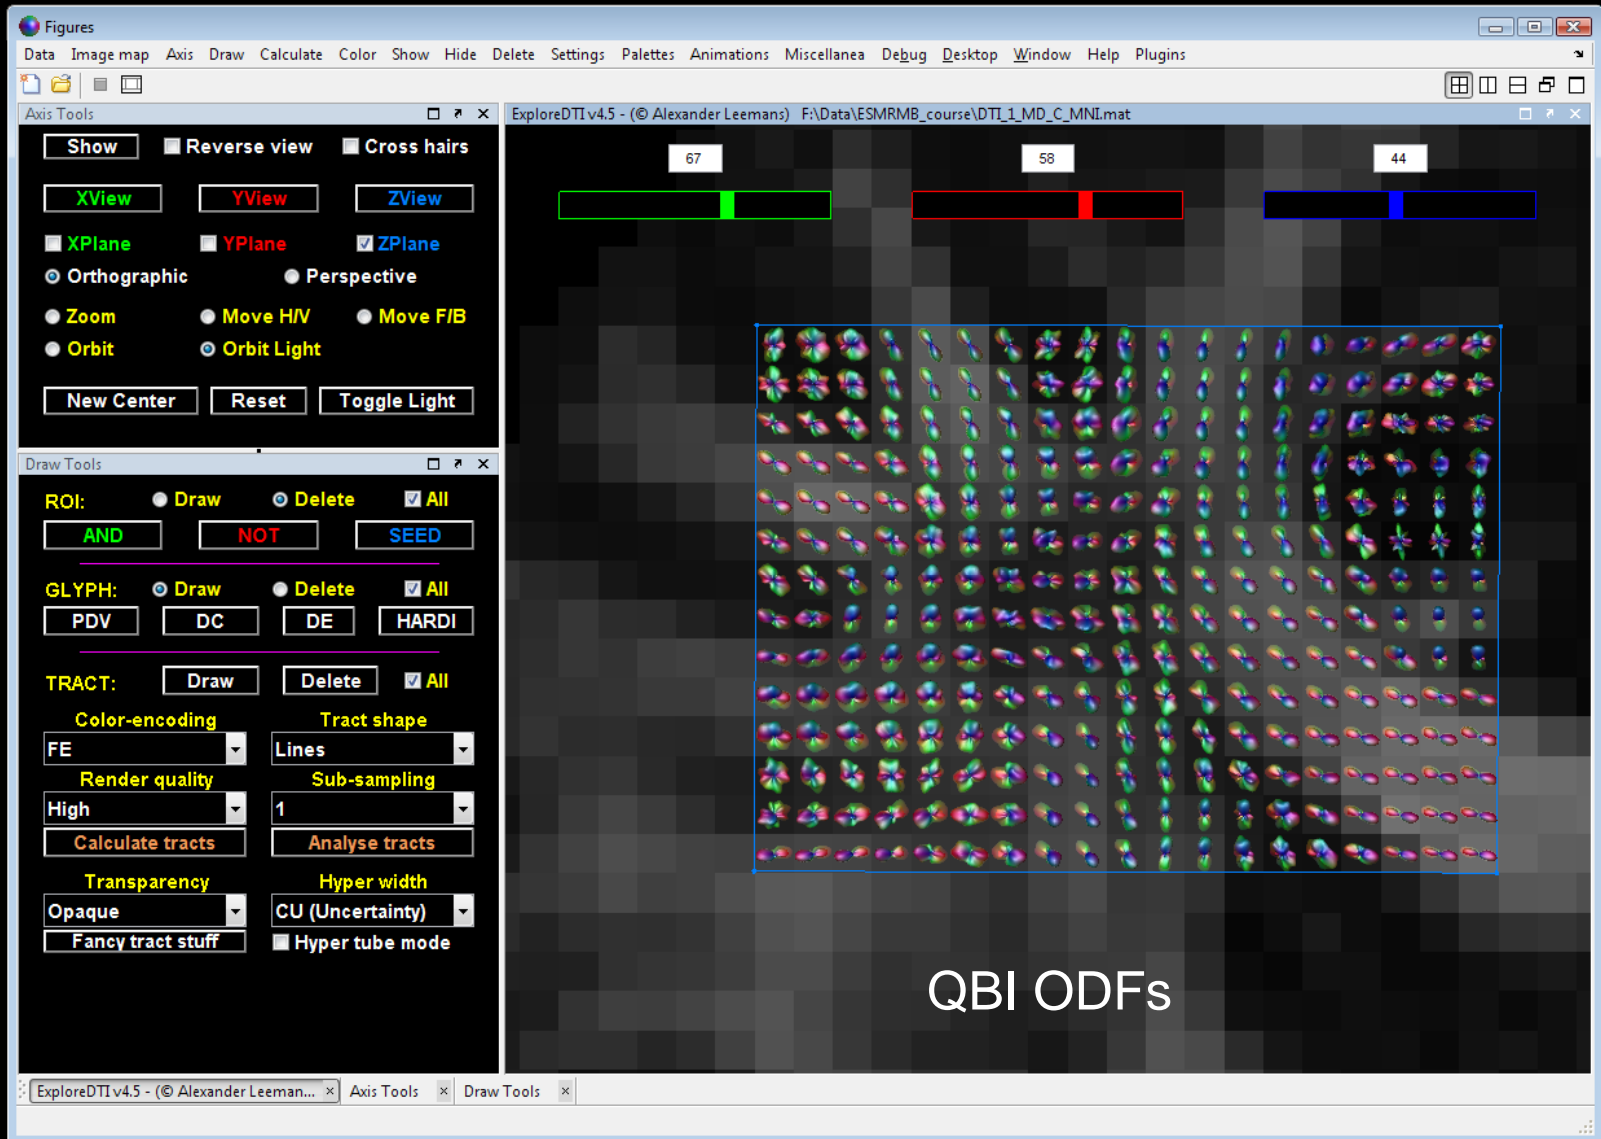 Figures
Data Image map Axis Draw Calculate Color Show Hide Delete Settings Palettes Animations Miscellanea Debug Desktop Window Help Plugins
Axis Tools
Show Reverse view Cross hairs
XView YView ZView
XPlane YPlane ZPlane
Orthographic Perspective
Zoom Move H/V Move F/B
Orbit Orbit Light
New Center Reset Toggle Light
Draw Tools
ROI: Draw Delete All
AND NOT SEED
GLYPH: Draw Delete All
PDV DC DE HARDI
TRACT: Draw Delete All
Color-encoding Tract shape
FE Lines
Render quality Sub-sampling
High 1
Calculate tracts Analyse tracts
Transparency Hyper width
Opaque CU (Uncertainty)
Fancy tract stuff Hyper tube mode
ExploreDTI v4.5 - (© Alexander Leemans) F:\Data\ESMRMB_course\DTI_1_MD_C_MNI.mat
67 58 44
QBI ODFs
ExploreDTI v4.5 - (© Alexander Leeman... Axis Tools Draw Tools